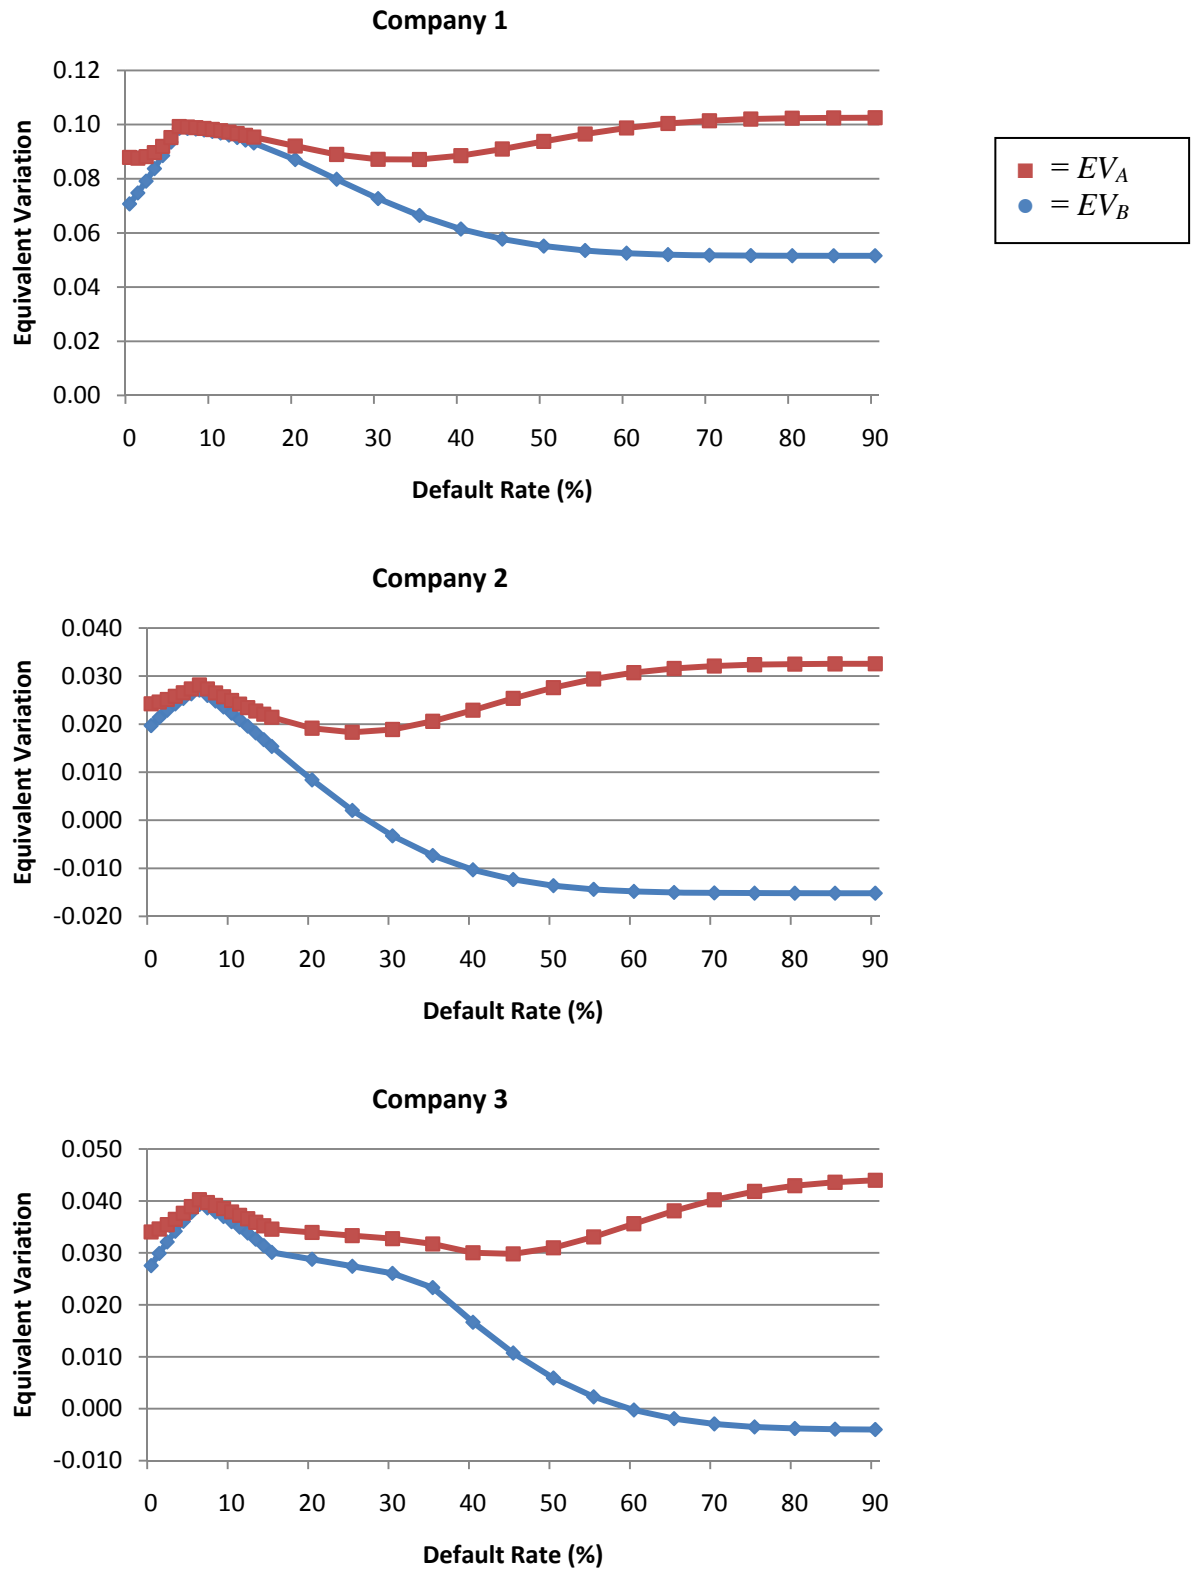 Company 1
Equivalent Variation
0.12
0.10
0.08
0.06
0.04
0.02
0.00
0 10 20 30 40 50 60 70 80 90
Default Rate (%)
= EV_A
= EV_B
Company 2
Equivalent Variation
0.040
0.030
0.020
0.010
0.000
-0.010
-0.020
0 10 20 30 40 50 60 70 80 90
Default Rate (%)
Company 3
Equivalent Variation
0.050
0.040
0.030
0.020
0.010
0.000
-0.010
0 10 20 30 40 50 60 70 80 90
Default Rate (%)